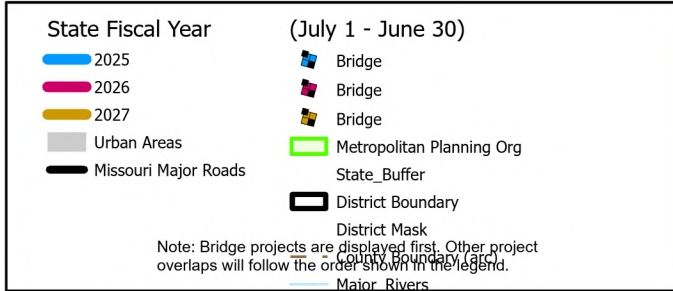 State Fiscal Year (July 1 - June 30)
2025
2026
2027
Urban Areas
Missouri Major Roads
Bridge
Bridge
Bridge
Metropolitan Planning Org
State_Buffer
District Boundary
District Mask
County Boundary (arc)
Major_Rivers
Note: Bridge projects are displayed first. Other project
overlaps will follow the order shown in the legend.